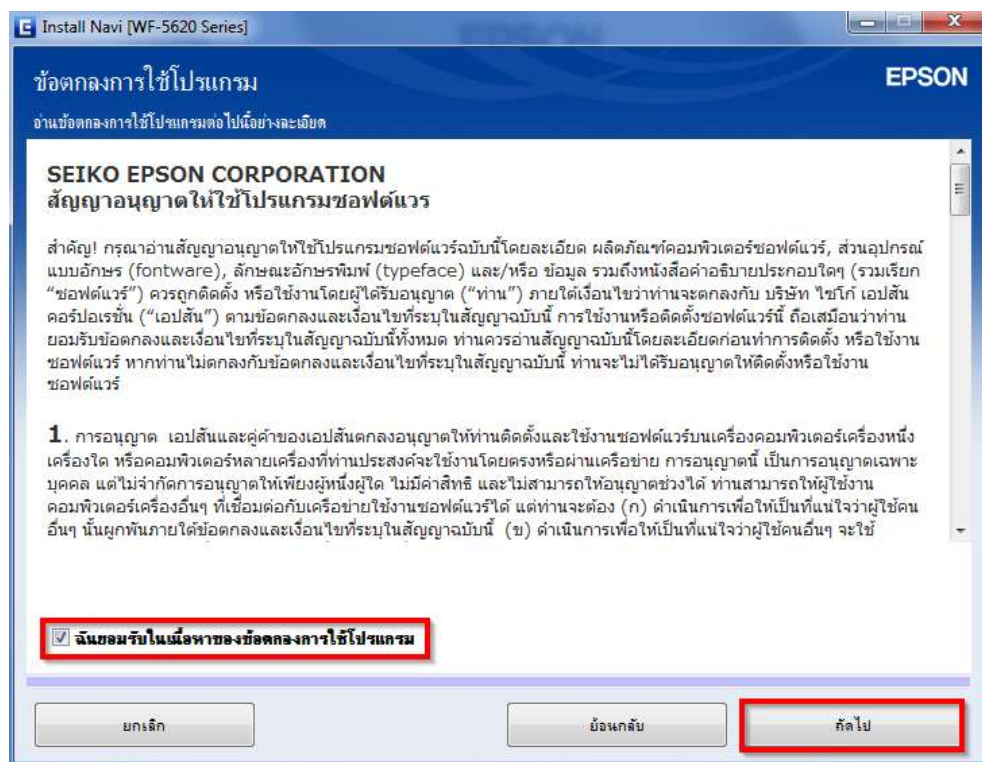 Install Navi [WF-5620 Series]
ข้อตกลงการใช้โปรแกรม
EPSON
อ่านข้อตกลงการใช้โปรแกรมต่อไปนี้อย่างละเอียด
SEIKO EPSON CORPORATION
สัญญาอนุญาตให้ใช้โปรแกรมซอฟต์แวร
สำคัญ! กรุณาอ่านสัญญาอนุญาตให้ใช้โปรแกรมซอฟต์แวร์ฉบับนี้โดยละเอียด ผลิตภัณฑ์คอมพิวเตอร์ซอฟต์แวร์, ส่วนอุปกรณ์
แบบอักษร (fontware), ลักษณะอักษรพิมพ์ (typeface) และ/หรือ ข้อมูล รวมถึงหนังสือคำอธิบายประกอบใดๆ (รวมเรียก
“ซอฟต์แวร์”) ควรถูกติดตั้ง หรือใช้งานโดยผู้ได้รับอนุญาต (“ท่าน”) ภายใต้เงื่อนไขว่าท่านจะตกลงกับ บริษัท ไซโก้ เอปสัน
คอร์ปอเรชั่น (“เอปสัน”) ตามข้อตกลงและเงื่อนไขที่ระบุในสัญญาฉบับนี้ การใช้งานหรือติดตั้งซอฟต์แวร์นี้ ถือเสมือนว่าท่าน
ยอมรับข้อตกลงและเงื่อนไขที่ระบุในสัญญาฉบับนี้ทั้งหมด ท่านควรอ่านสัญญาฉบับนี้โดยละเอียดก่อนทำการติดตั้ง หรือใช้งาน
ซอฟต์แวร์ หากท่านไม่ตกลงกับข้อตกลงและเงื่อนไขที่ระบุในสัญญาฉบับนี้ ท่านจะไม่ได้รับอนุญาตให้ติดตั้งหรือใช้งาน
ซอฟต์แวร์
1. การอนุญาต เอปสันและคู่ค้าของเอปสันตกลงอนุญาตให้ท่านติดตั้งและใช้งานซอฟต์แวร์บนเครื่องคอมพิวเตอร์เครื่องหนึ่ง
เครื่องใด หรือคอมพิวเตอร์หลายเครื่องที่ท่านประสงค์จะใช้งานโดยตรงหรือผ่านเครือข่าย การอนุญาตนี้ เป็นการอนุญาตเฉพาะ
บุคคล แต่ไม่จำกัดการอนุญาตให้เพียงผู้หนึ่งผู้ใด ไม่มีค่าสิทธิ และไม่สามารถให้อนุญาตช่วงได้ ท่านสามารถให้ผู้ใช้งาน
คอมพิวเตอร์เครื่องอื่นๆ ที่เชื่อมต่อกับเครือข่ายใช้งานซอฟต์แวร์ได้ แต่ท่านจะต้อง (ก) ดำเนินการเพื่อให้เป็นที่แน่ใจว่าผู้ใช้คน
อื่นๆ นั้นผูกพันภายใต้ข้อตกลงและเงื่อนไขที่ระบุในสัญญาฉบับนี้ (ข) ดำเนินการเพื่อให้เป็นที่แน่ใจว่าผู้ใช้คนอื่นๆ จะใช้
ฉันยอมรับในเนื้อหาของข้อตกลงการใช้โปรแกรม
ยกเลิก
ย้อนกลับ
ถัดไป